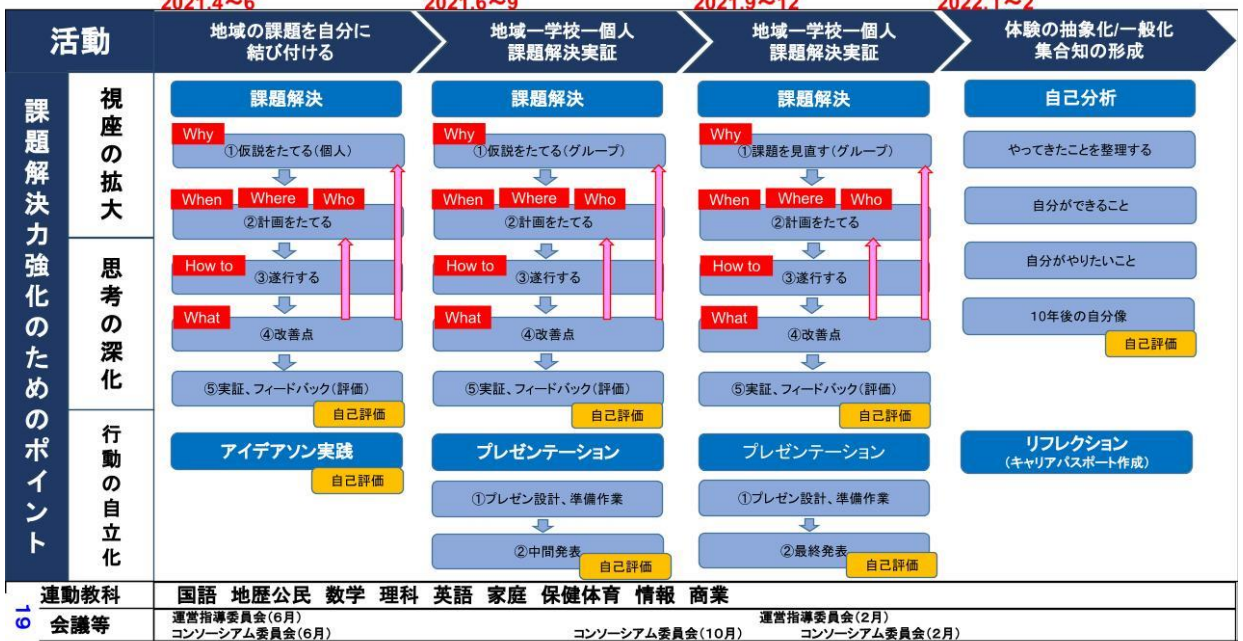 2021.4～6
2021.6～9
2021.9～12
2022.1～2
活動
地域の課題を自分に
結び付ける
地域ー学校ー個人
課題解決実証
地域ー学校ー個人
課題解決実証
体験の抽象化/一般化
集合知の形成
課題解決力強化のためのポイント
視座の拡大
思考の深化
行動の自立化
課題解決
Why
①仮説をたてる(個人)
When
Where
Who
②計画をたてる
How to
③遂行する
What
④改善点
⑤実証、フィードバック(評価)
自己評価
アイデアソン実践
自己評価
課題解決
Why
①仮説をたてる(グループ)
When
Where
Who
②計画をたてる
How to
③遂行する
What
④改善点
⑤実証、フィードバック(評価)
自己評価
プレゼンテーション
①プレゼン設計、準備作業
②中間発表
自己評価
課題解決
Why
①課題を見直す(グループ)
When
Where
Who
②計画をたてる
How to
③遂行する
What
④改善点
⑤実証、フィードバック(評価)
自己評価
プレゼンテーション
①プレゼン設計、準備作業
②最終発表
自己評価
自己分析
やってきたことを整理する
自分ができること
自分がやりたいこと
10年後の自分像
自己評価
リフレクション
(キャリアパスポート作成)
連動教科
国語 地歴公民 数学 理科 英語 家庭 保健体育 情報 商業
会議等
運営指導委員会(6月)
運営指導委員会(2月)
コンソーシアム委員会(6月)
コンソーシアム委員会(10月)
コンソーシアム委員会(2月)
19